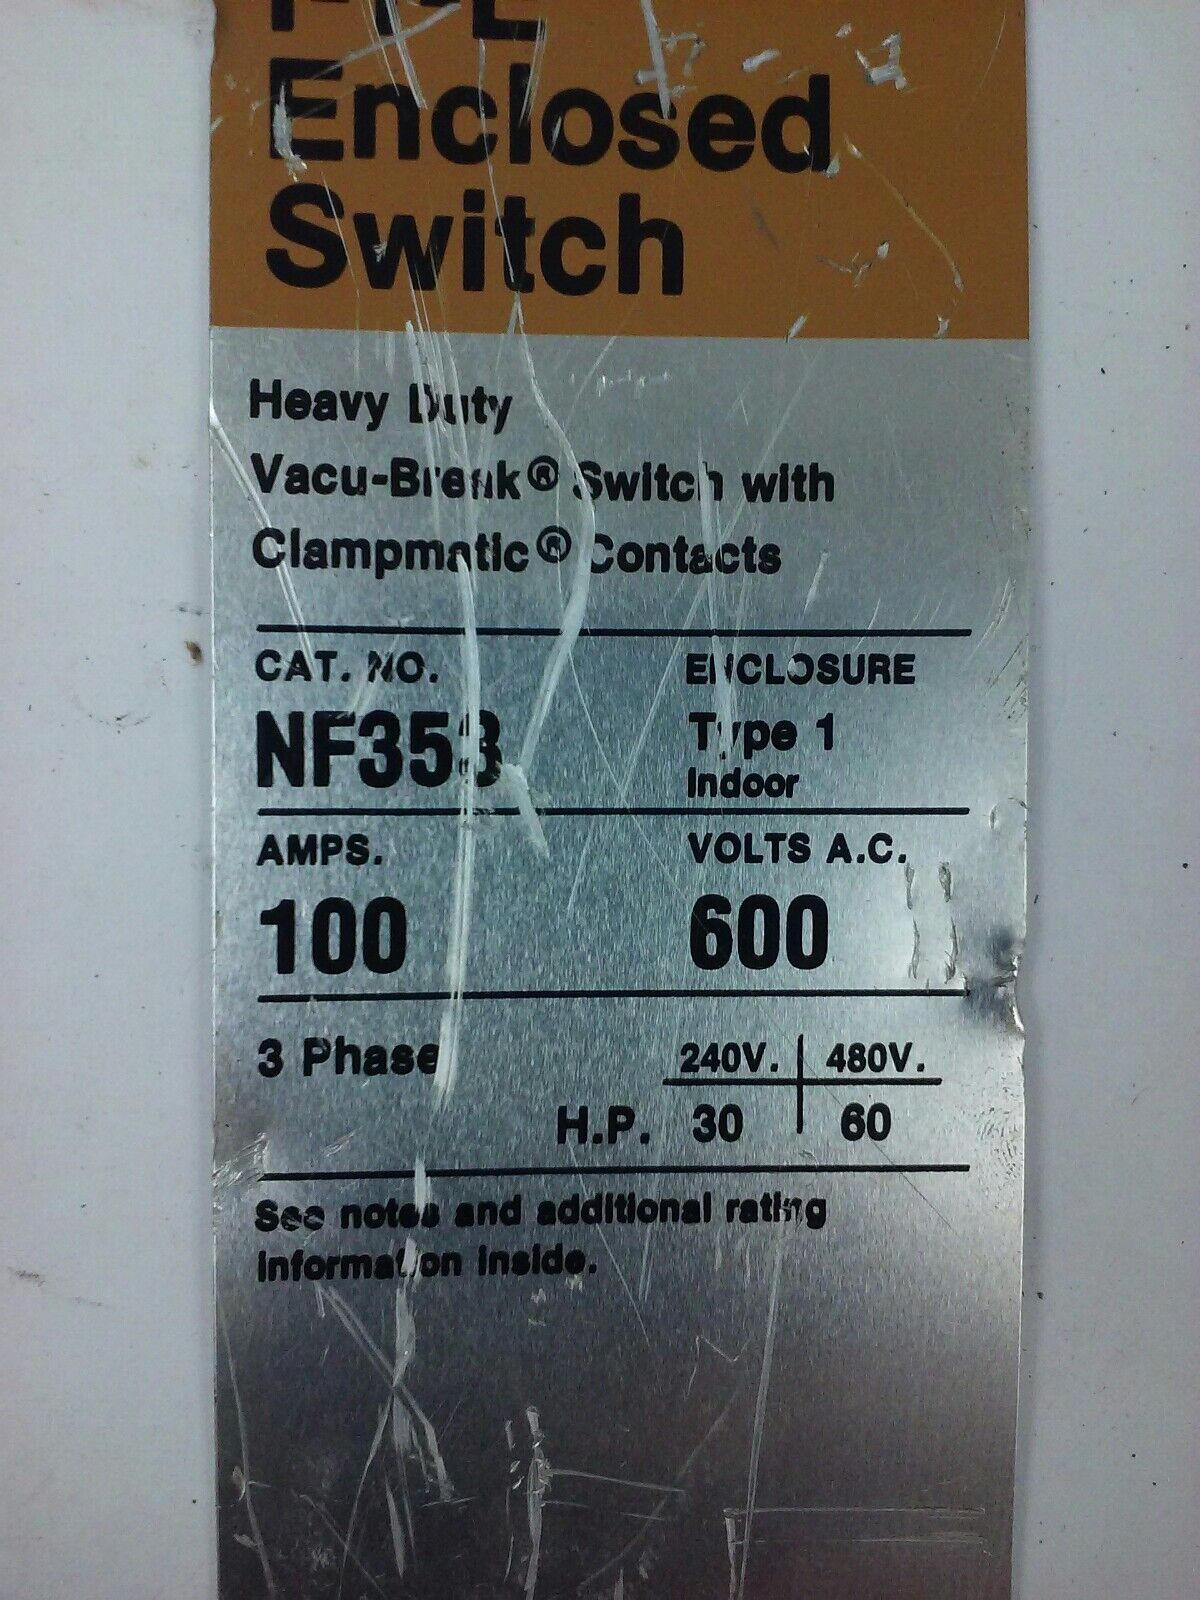 Enclosed
Switch
Heavy Duty
Vacu-Break® Switch with
Clampmatic® Contacts
CAT. NO.
ENCLOSURE
NF353
Type 1
Indoor
AMPS.
VOLTS A.C.
100
600
3 Phase
240V. 480V.
H.P. 30 60
See notes and additional rating
information inside.